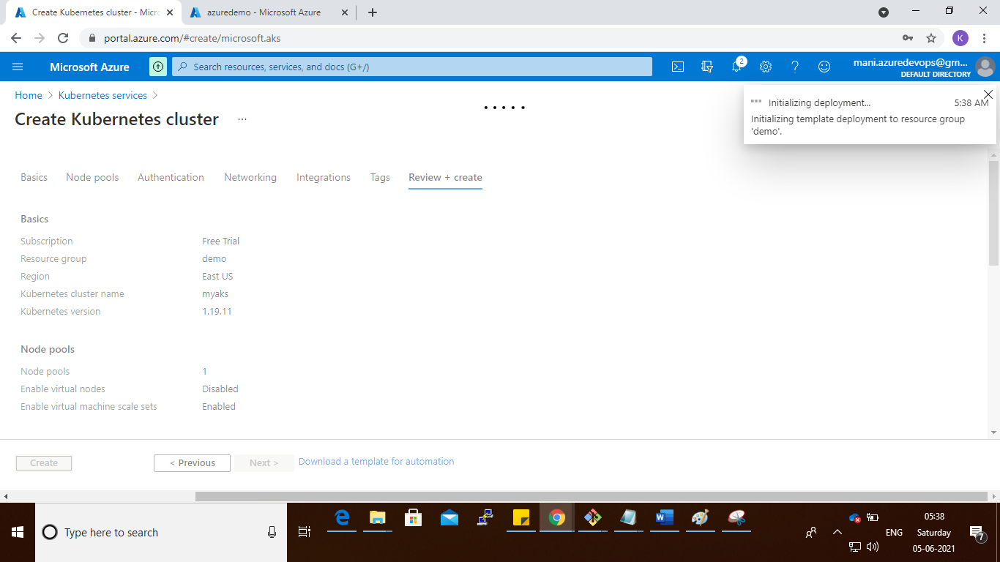 Create Kubernetes cluster - Micro
azuredemo - Microsoft Azure
portal.azure.com/#create/microsoft.aks
K
Microsoft Azure
Search resources, services, and docs (G+/)
2
mani.azuredevops@gm...
DEFAULT DIRECTORY
Home > Kubernetes services >
Create Kubernetes cluster ...
Initializing deployment... 5:38 AM
Initializing template deployment to resource group
'demo'.
Basics Node pools Authentication Networking Integrations Tags Review + create
Basics
Subscription Free Trial
Resource group demo
Region East US
Kubernetes cluster name myaks
Kubernetes version 1.19.11
Node pools
Node pools 1
Enable virtual nodes Disabled
Enable virtual machine scale sets Enabled
Create < Previous Next > Download a template for automation
Type here to search
W
ENG
05:38
Saturday
05-06-2021
7